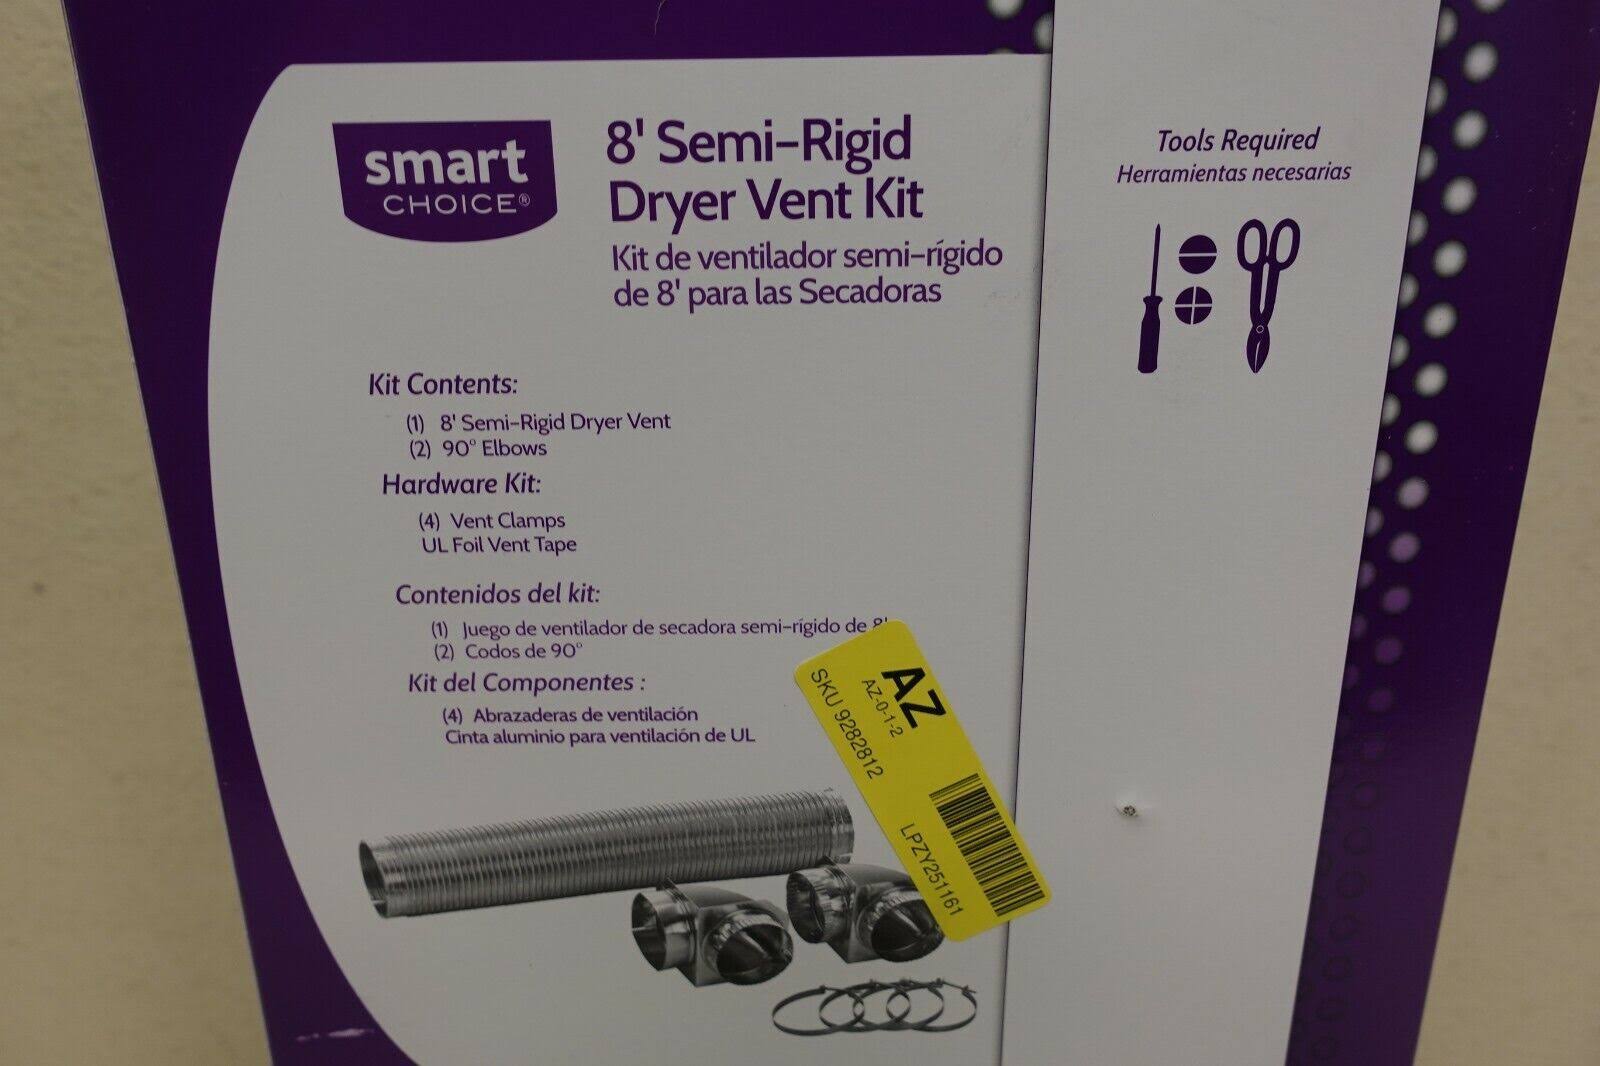 smart
CHOICE®
8' Semi-Rigid
Dryer Vent Kit
Kit de ventilador semi-rígido
de 8' para las Secadoras
Kit Contents:
(1) 8' Semi-Rigid Dryer Vent
(2) 90° Elbows
Hardware Kit:
(4) Vent Clamps
UL Foil Vent Tape
Contenidos del kit:
(1) Juego de ventilador de secadora semi-rígido de 8'
(2) Codos de 90°
Kit del Componentes :
(4) Abrazaderas de ventilación
Cinta aluminio para ventilación de UL
Tools Required
Herramientas necesarias
AZ
AZ-0-1-2
SKU 9282812
LPZY251161